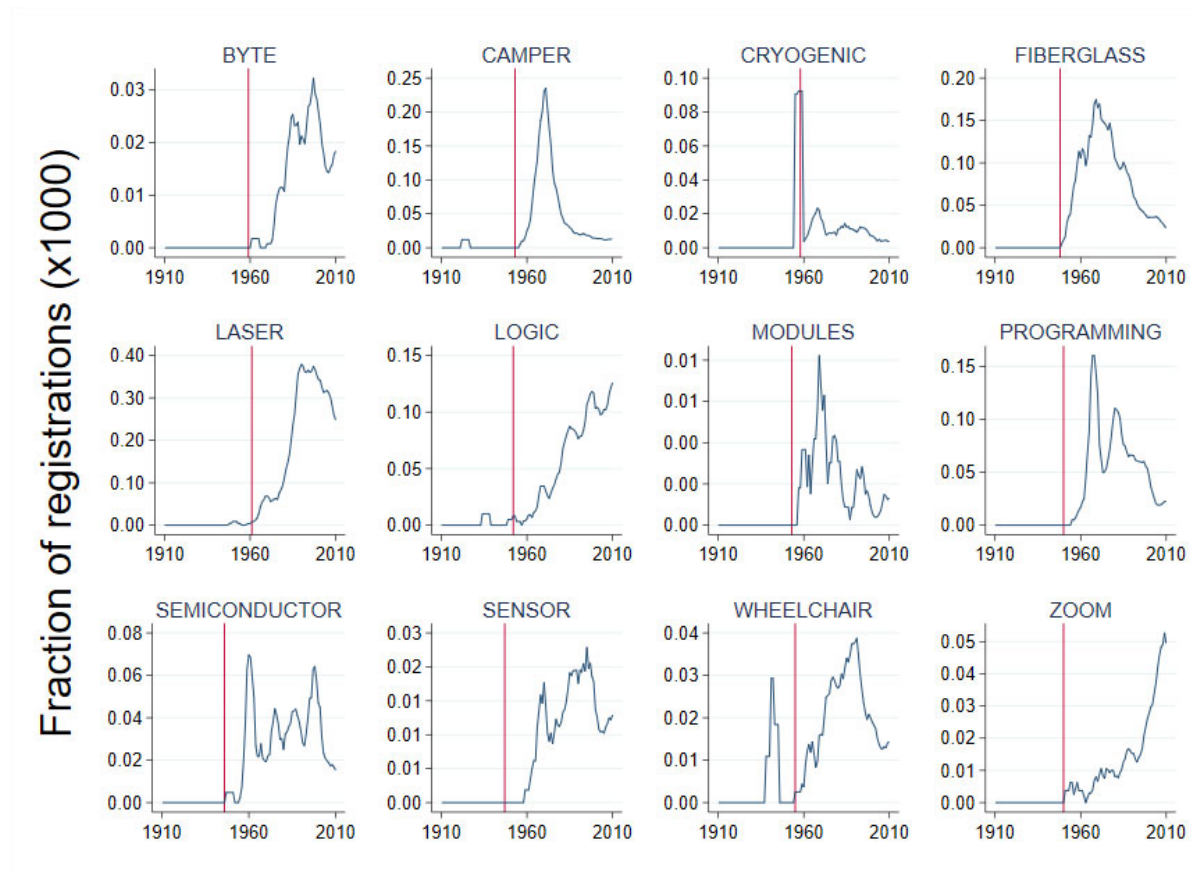 Fraction of registrations (x1000)
BYTE
0.03
0.02
0.01
0.00
1910 1960 2010
CAMPER
0.25
0.20
0.15
0.10
0.05
0.00
1910 1960 2010
CRYOGENIC
0.10
0.08
0.06
0.04
0.02
0.00
1910 1960 2010
FIBERGLASS
0.20
0.15
0.10
0.05
0.00
1910 1960 2010
LASER
0.40
0.30
0.20
0.10
0.00
1910 1960 2010
LOGIC
0.15
0.10
0.05
0.00
1910 1960 2010
MODULES
0.01
0.01
0.00
0.00
0.00
1910 1960 2010
PROGRAMMING
0.15
0.10
0.05
0.00
1910 1960 2010
SEMICONDUCTOR
0.08
0.06
0.04
0.02
0.00
1910 1960 2010
SENSOR
0.03
0.02
0.01
0.01
0.01
0.00
1910 1960 2010
WHEELCHAIR
0.04
0.03
0.02
0.01
0.00
1910 1960 2010
ZOOM
0.05
0.04
0.03
0.02
0.01
0.00
1910 1960 2010